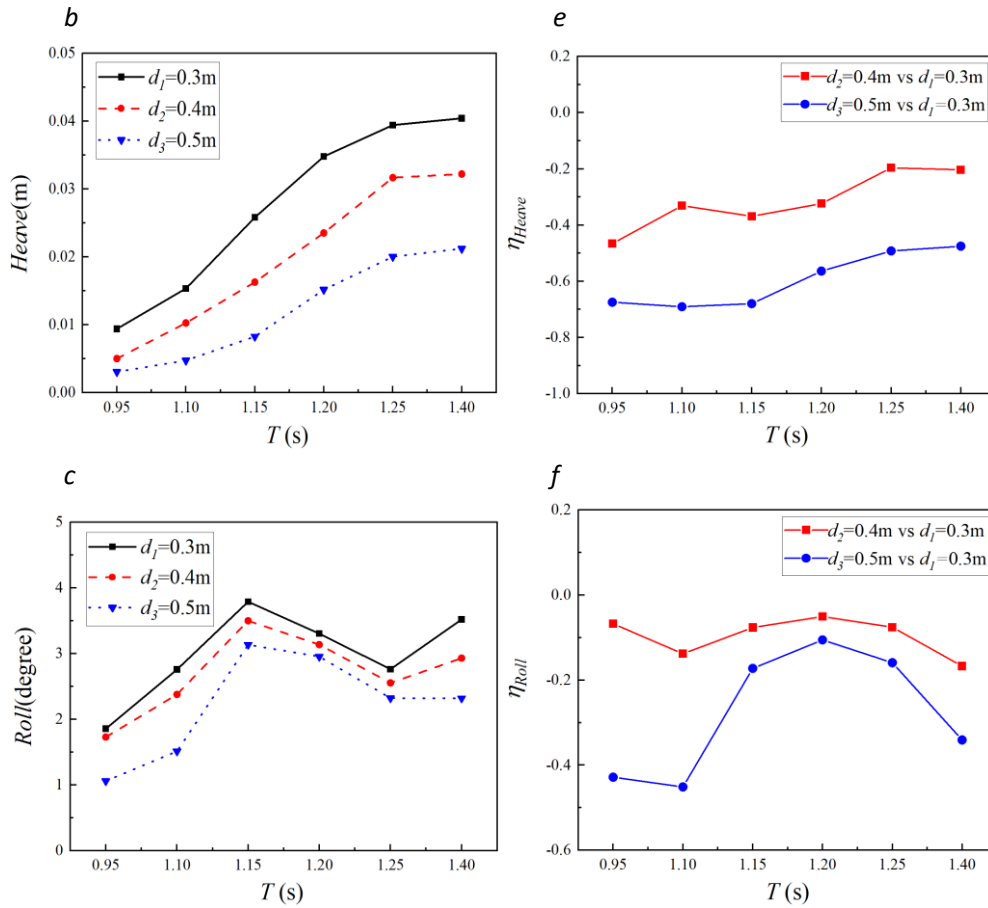 b
0.05
0.04
0.03
0.02
0.01
0.00
Heave(m)
d1=0.3m
d2=0.4m
d3=0.5m
0.95 1.10 1.15 1.20 1.25 1.40
T (s)
e
0.2
0.0
-0.2
-0.4
-0.6
-0.8
-1.0
ηHeave
d2=0.4m vs d1=0.3m
d3=0.5m vs d1=0.3m
0.95 1.10 1.15 1.20 1.25 1.40
T (s)
c
5
4
3
2
1
0
Roll(degree)
d1=0.3m
d2=0.4m
d3=0.5m
0.95 1.10 1.15 1.20 1.25 1.40
T (s)
f
0.2
0.0
-0.2
-0.4
-0.6
ηRoll
d2=0.4m vs d1=0.3m
d3=0.5m vs d1=0.3m
0.95 1.10 1.15 1.20 1.25 1.40
T (s)